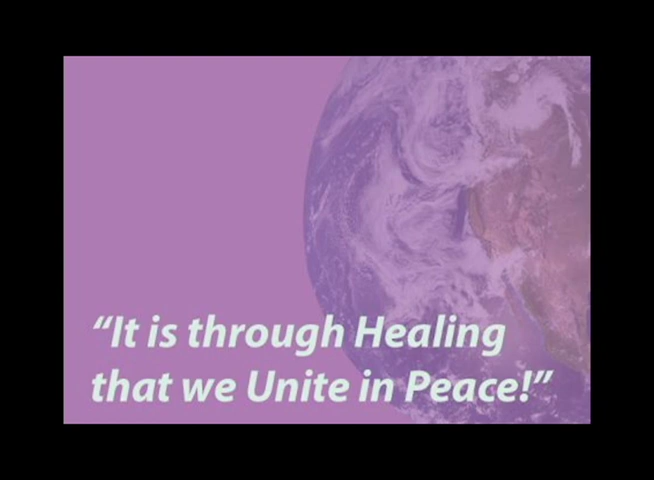 “It is through Healing
that we Unite in Peace!”